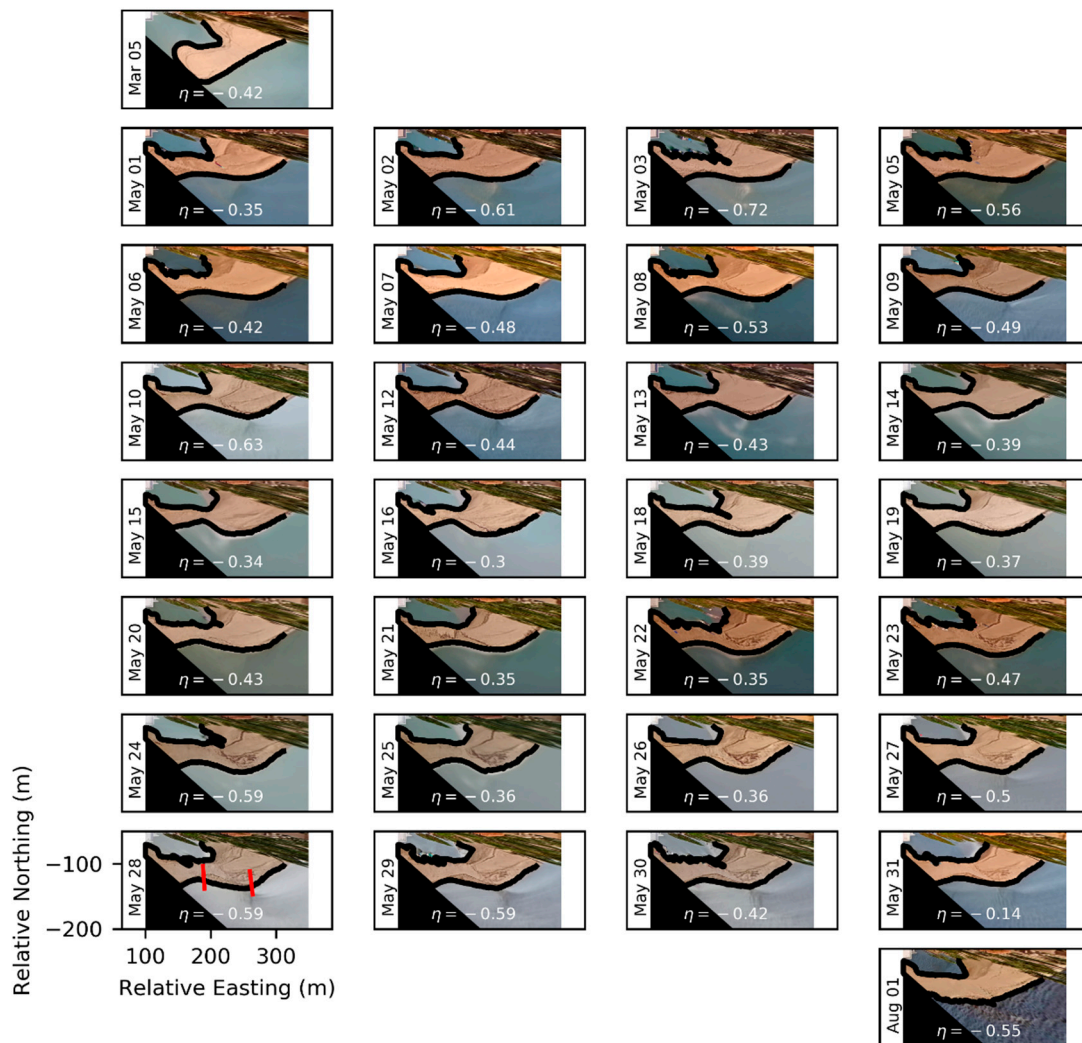 Mar 05
η = −0.42
May 01
η = −0.35
May 02
η = −0.61
May 03
η = −0.72
May 05
η = −0.56
May 06
η = −0.42
May 07
η = −0.48
May 08
η = −0.53
May 09
η = −0.49
May 10
η = −0.63
May 12
η = −0.44
May 13
η = −0.43
May 14
η = −0.39
May 15
η = −0.34
May 16
η = −0.3
May 18
η = −0.39
May 19
η = −0.37
May 20
η = −0.43
May 21
η = −0.35
May 22
η = −0.35
May 23
η = −0.47
May 24
η = −0.59
May 25
η = −0.36
May 26
η = −0.36
May 27
η = −0.5
May 28
η = −0.59
May 29
η = −0.59
May 30
η = −0.42
May 31
η = −0.14
Aug 01
η = −0.55
Relative Northing (m)
−100
−200
100 200 300
Relative Easting (m)